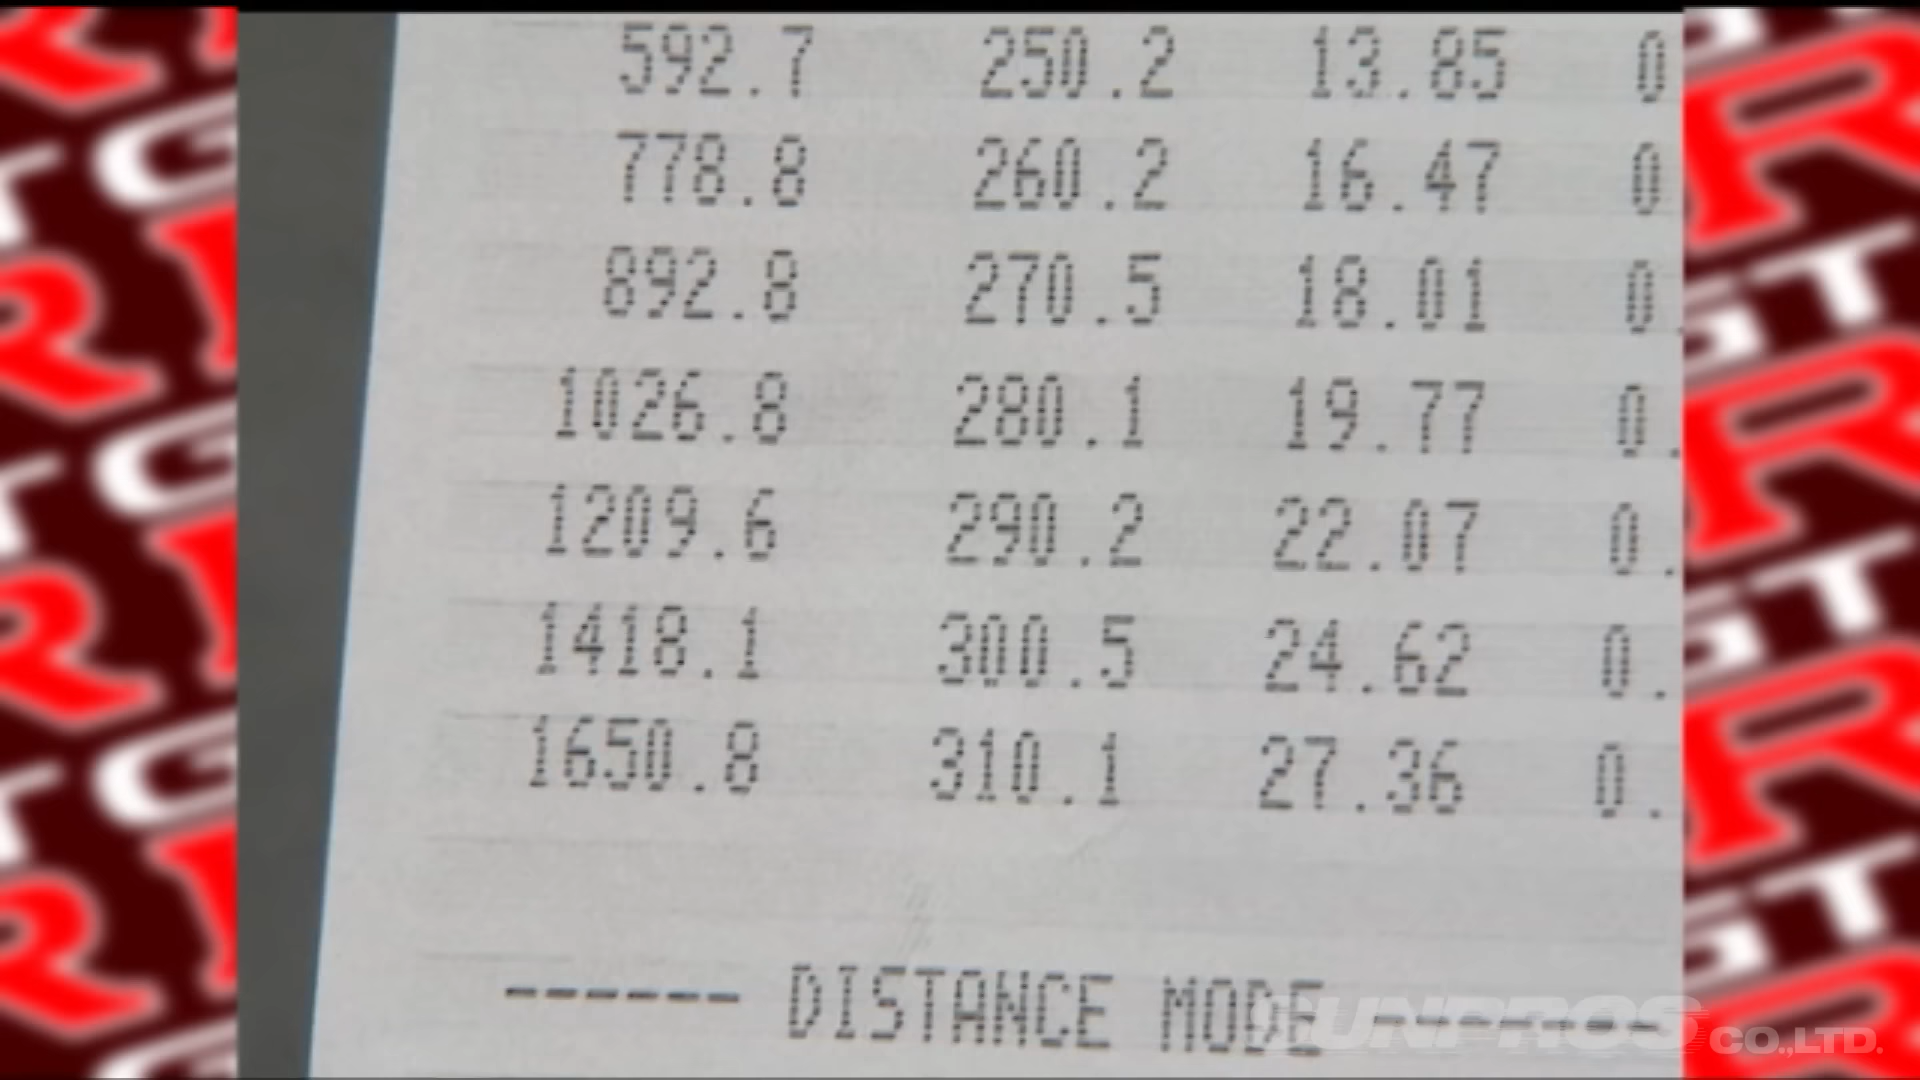 592.7 250.2 13.85 0
778.8 260.2 16.47 0
892.8 270.5 18.01 0.
1026.8 280.1 19.77 0.
1209.6 290.2 22.07 0.
1418.1 300.5 24.62 0.
1650.8 310.1 27.36 0.
------ DISTANCE MODE -------
GUNPROS CO.,LTD.